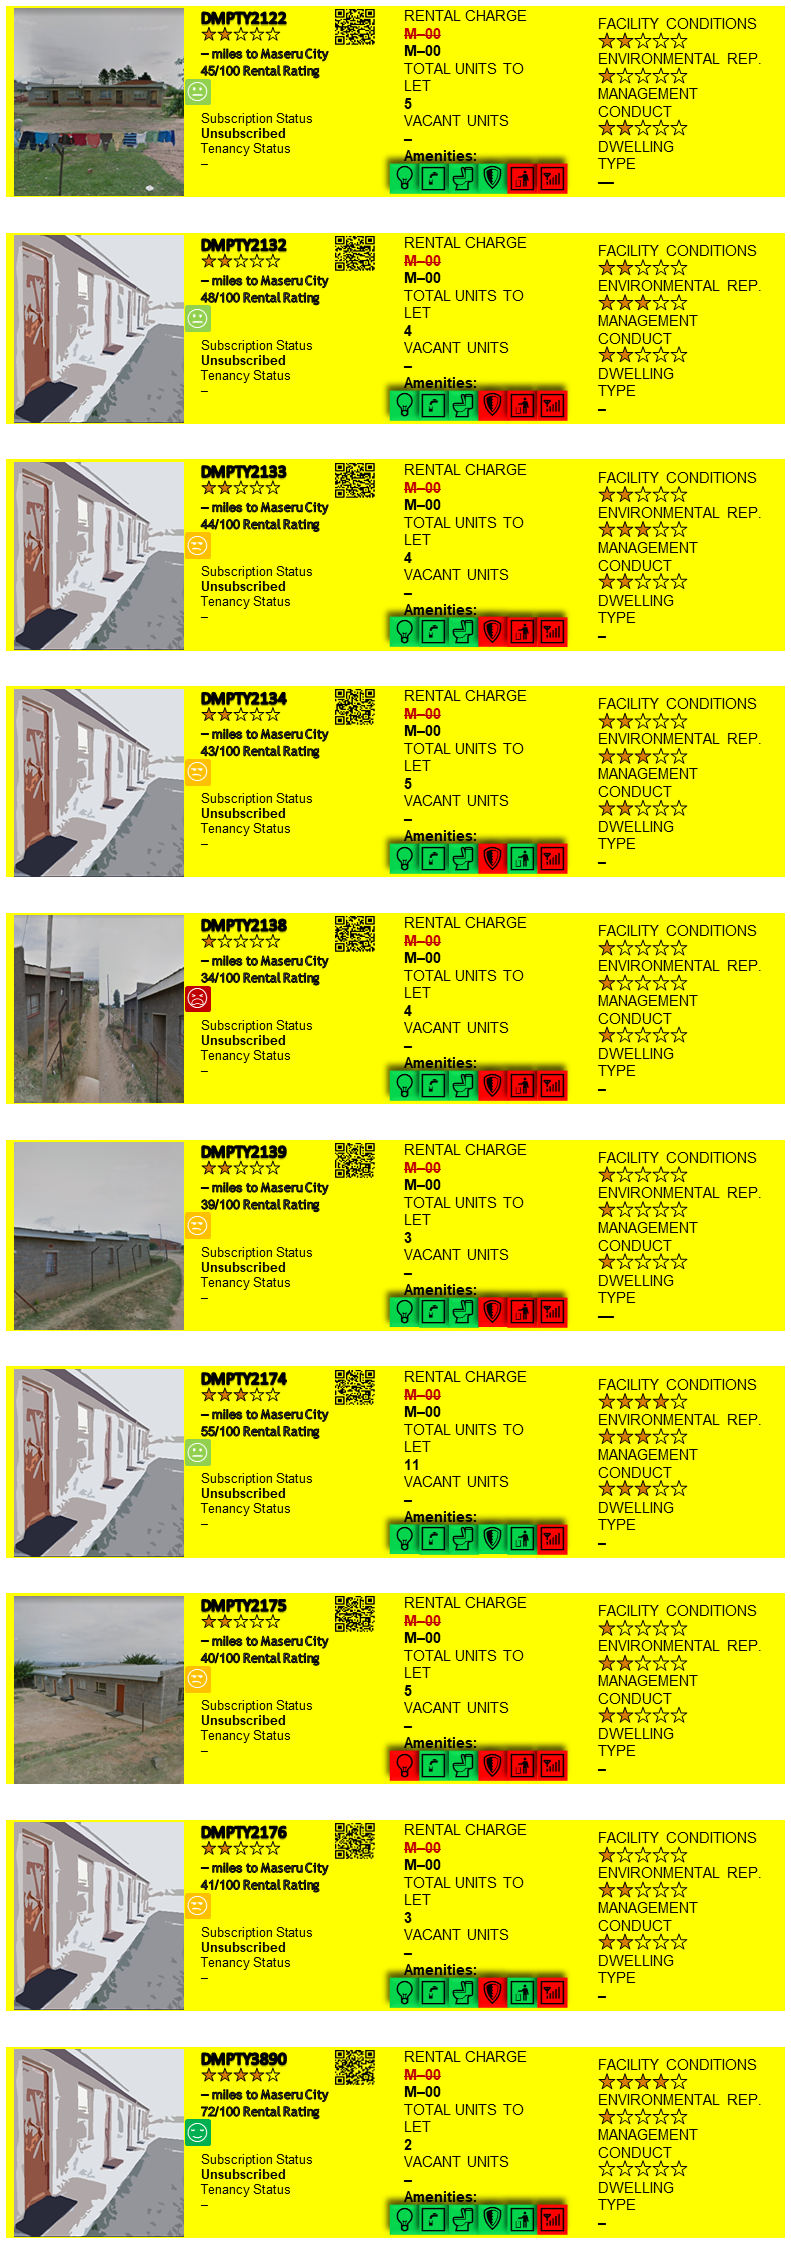 DMPTY2122
– miles to Maseru City
45/100 Rental Rating
Subscription Status
Unsubscribed
Tenancy Status
–
RENTAL CHARGE
M–00
M–00
TOTAL UNITS TO
LET
5
VACANT UNITS
–
Amenities:
FACILITY CONDITIONS
ENVIRONMENTAL REP.
MANAGEMENT
CONDUCT
DWELLING
TYPE
—
DMPTY2132
– miles to Maseru City
48/100 Rental Rating
Subscription Status
Unsubscribed
Tenancy Status
–
RENTAL CHARGE
M–00
M–00
TOTAL UNITS TO
LET
4
VACANT UNITS
–
Amenities:
FACILITY CONDITIONS
ENVIRONMENTAL REP.
MANAGEMENT
CONDUCT
DWELLING
TYPE
–
DMPTY2133
– miles to Maseru City
44/100 Rental Rating
Subscription Status
Unsubscribed
Tenancy Status
–
RENTAL CHARGE
M–00
M–00
TOTAL UNITS TO
LET
4
VACANT UNITS
–
Amenities:
FACILITY CONDITIONS
ENVIRONMENTAL REP.
MANAGEMENT
CONDUCT
DWELLING
TYPE
–
DMPTY2134
– miles to Maseru City
43/100 Rental Rating
Subscription Status
Unsubscribed
Tenancy Status
–
RENTAL CHARGE
M–00
M–00
TOTAL UNITS TO
LET
5
VACANT UNITS
–
Amenities:
FACILITY CONDITIONS
ENVIRONMENTAL REP.
MANAGEMENT
CONDUCT
DWELLING
TYPE
–
DMPTY2138
– miles to Maseru City
34/100 Rental Rating
Subscription Status
Unsubscribed
Tenancy Status
–
RENTAL CHARGE
M–00
M–00
TOTAL UNITS TO
LET
4
VACANT UNITS
–
Amenities:
FACILITY CONDITIONS
ENVIRONMENTAL REP.
MANAGEMENT
CONDUCT
DWELLING
TYPE
–
DMPTY2139
– miles to Maseru City
39/100 Rental Rating
Subscription Status
Unsubscribed
Tenancy Status
–
RENTAL CHARGE
M–00
M–00
TOTAL UNITS TO
LET
3
VACANT UNITS
–
Amenities:
FACILITY CONDITIONS
ENVIRONMENTAL REP.
MANAGEMENT
CONDUCT
DWELLING
TYPE
—
DMPTY2174
– miles to Maseru City
55/100 Rental Rating
Subscription Status
Unsubscribed
Tenancy Status
–
RENTAL CHARGE
M–00
M–00
TOTAL UNITS TO
LET
11
VACANT UNITS
–
Amenities:
FACILITY CONDITIONS
ENVIRONMENTAL REP.
MANAGEMENT
CONDUCT
DWELLING
TYPE
–
DMPTY2175
– miles to Maseru City
40/100 Rental Rating
Subscription Status
Unsubscribed
Tenancy Status
–
RENTAL CHARGE
M–00
M–00
TOTAL UNITS TO
LET
5
VACANT UNITS
–
Amenities:
FACILITY CONDITIONS
ENVIRONMENTAL REP.
MANAGEMENT
CONDUCT
DWELLING
TYPE
–
DMPTY2176
– miles to Maseru City
41/100 Rental Rating
Subscription Status
Unsubscribed
Tenancy Status
–
RENTAL CHARGE
M–00
M–00
TOTAL UNITS TO
LET
3
VACANT UNITS
–
Amenities:
FACILITY CONDITIONS
ENVIRONMENTAL REP.
MANAGEMENT
CONDUCT
DWELLING
TYPE
–
DMPTY3890
– miles to Maseru City
72/100 Rental Rating
Subscription Status
Unsubscribed
Tenancy Status
–
RENTAL CHARGE
M–00
M–00
TOTAL UNITS TO
LET
2
VACANT UNITS
–
Amenities:
FACILITY CONDITIONS
ENVIRONMENTAL REP.
MANAGEMENT
CONDUCT
DWELLING
TYPE
–